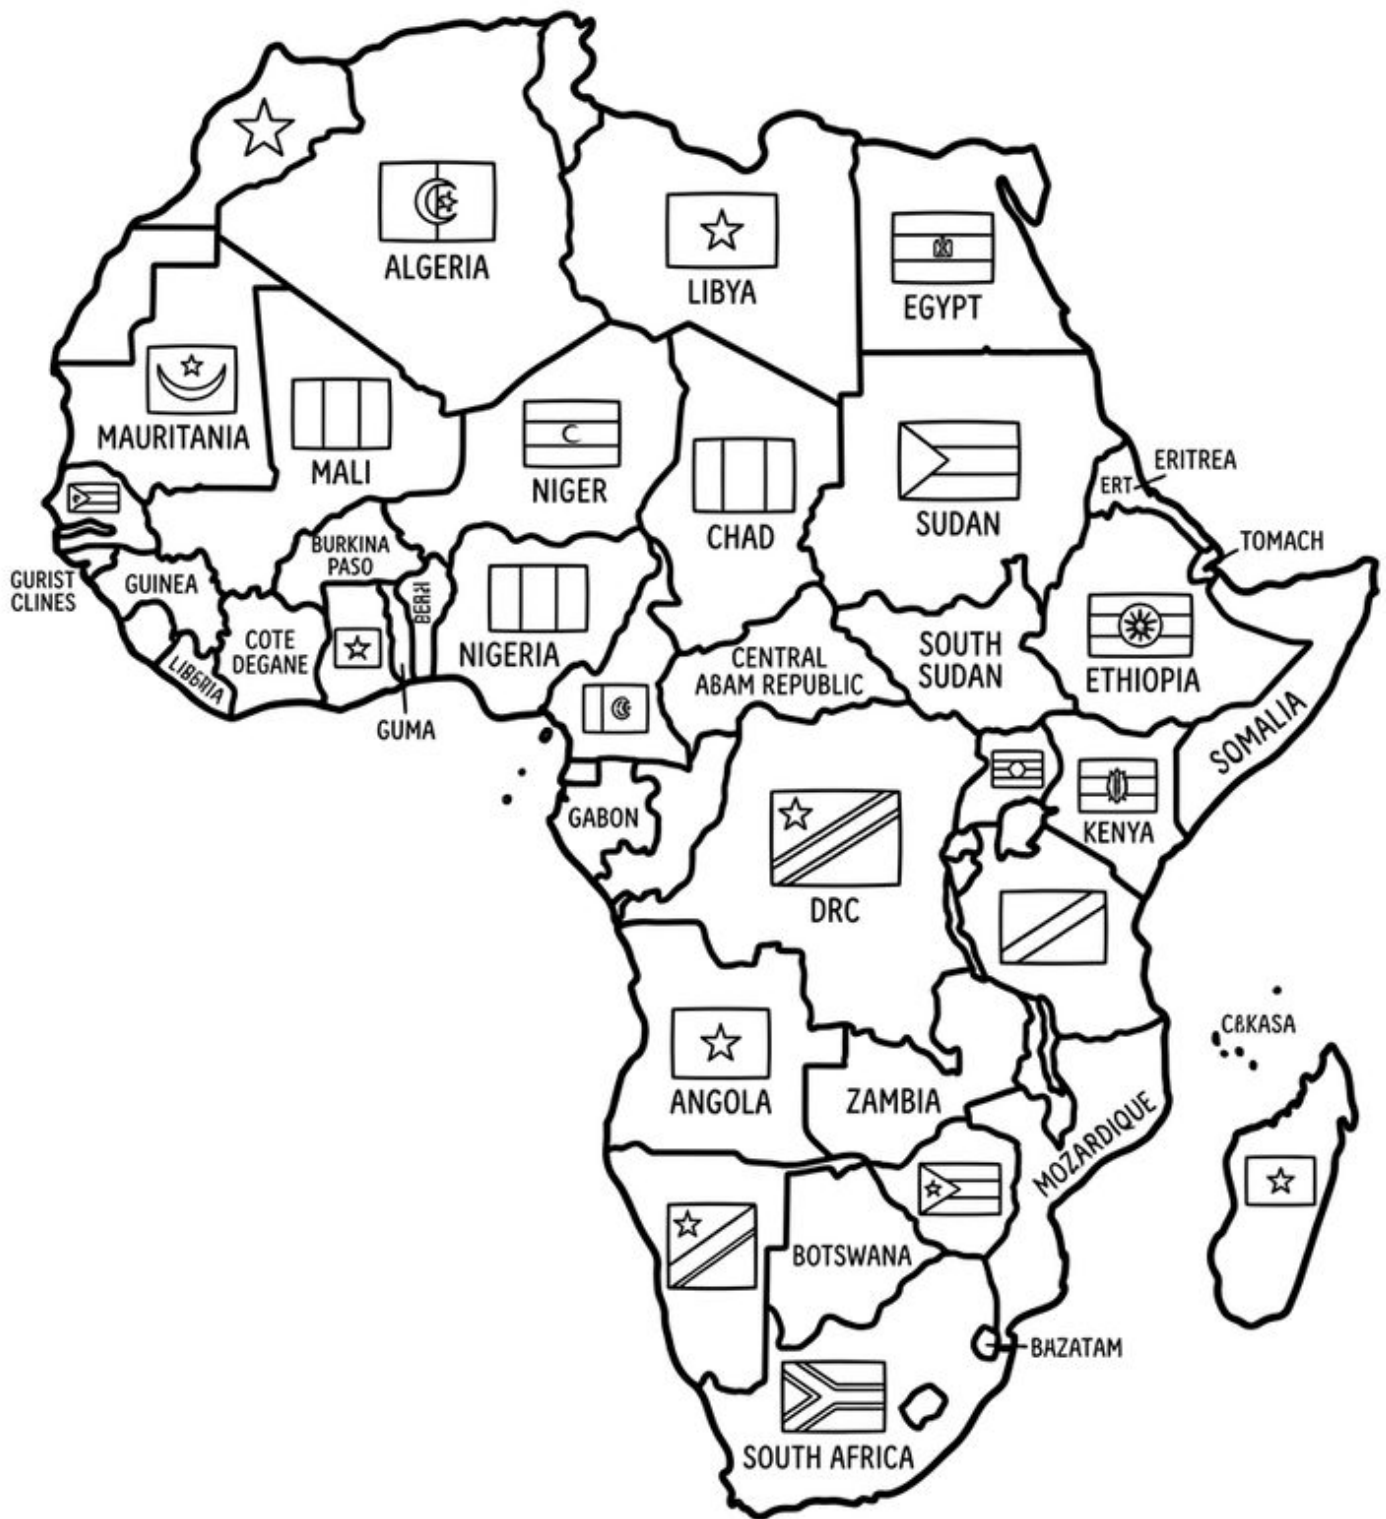 ALGERIA
LIBYA
EGYPT
MAURITANIA
MALI
NIGER
CHAD
SUDAN
ERITREA
ERT
TOMACH
BURKINA
PASO
GURIST
CLINES
GUINEA
COTE
DEGANE
LIBERIA
NIGERIA
GUMA
CENTRAL
ABAM REPUBLIC
SOUTH
SUDAN
ETHIOPIA
SOMALIA
GABON
KENYA
DRC
ANGOLA
ZAMBIA
C&KASA
MOZARDIQUE
BOTSWANA
BAZATAM
SOUTH AFRICA